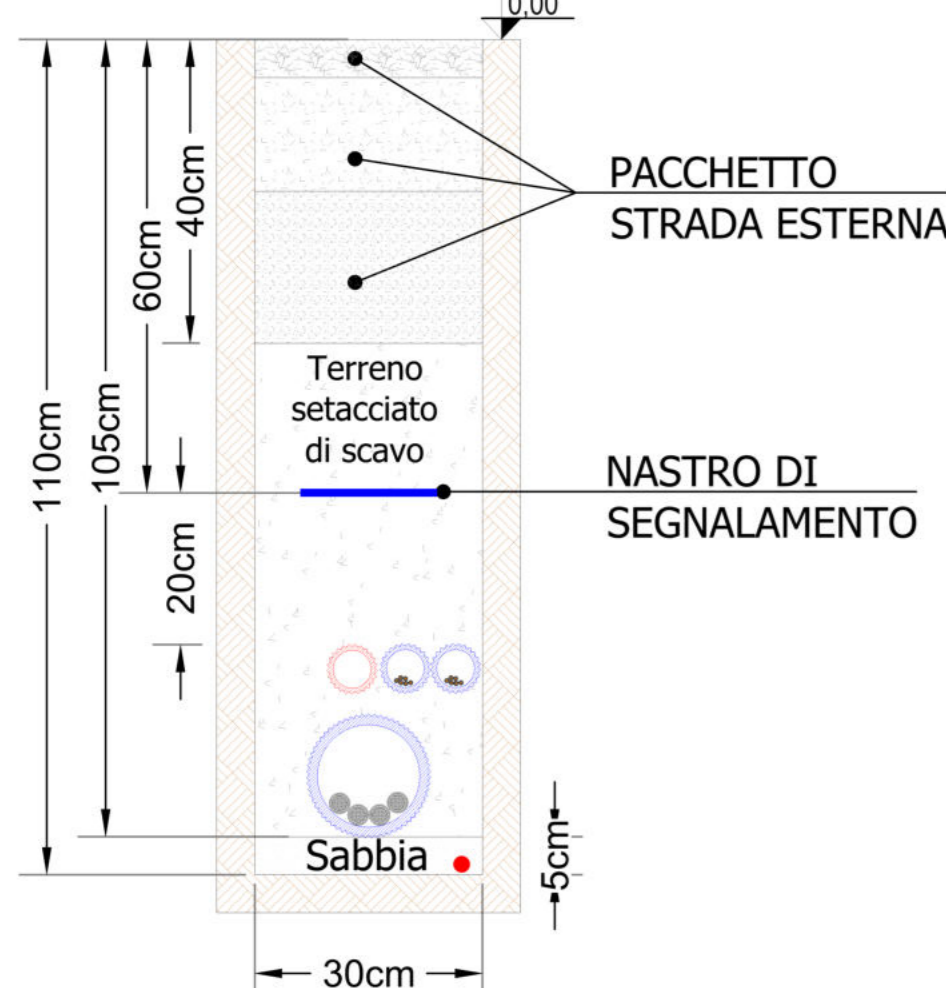 0,00
PACCHETTO
STRADA ESTERNA
40cm
60cm
105cm
110cm
Terreno
setacciato
di scavo
NASTRO DI
SEGNALAMENTO
20cm
Sabbia
5cm
30cm